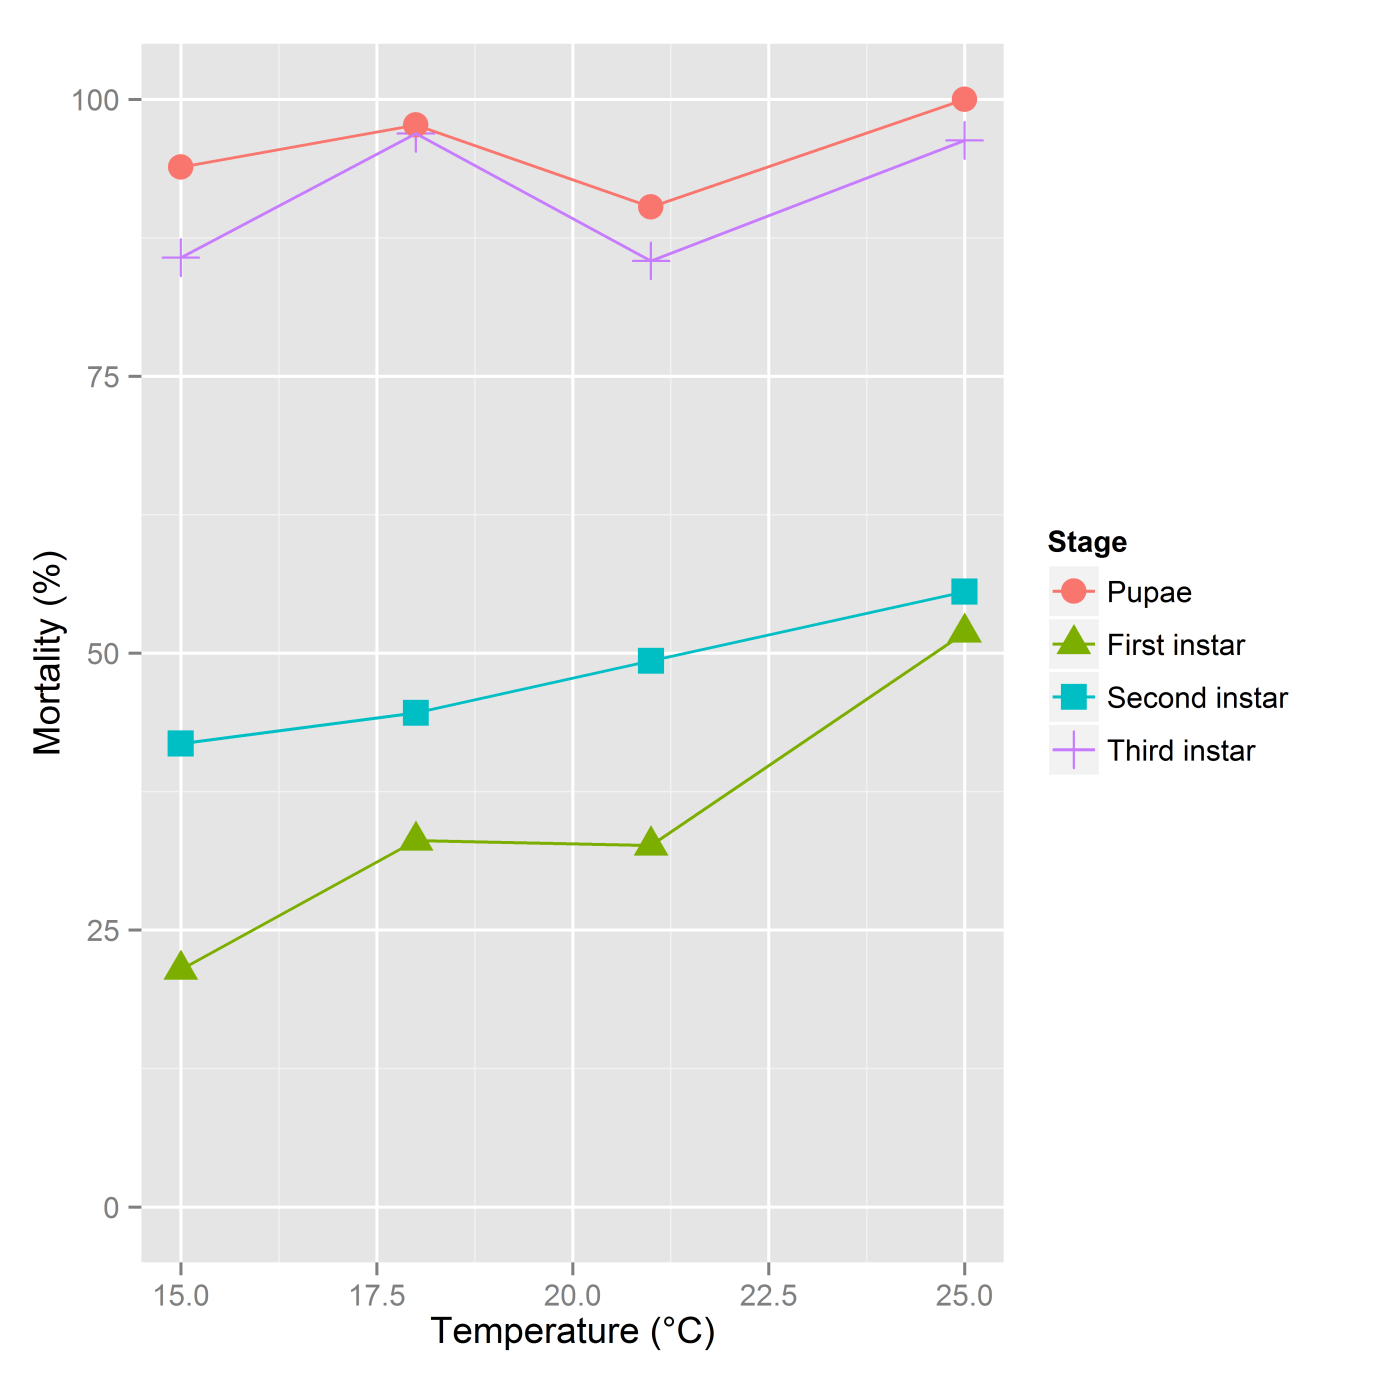 100
75
50
25
0
Mortality (%)
15.0 17.5 20.0 22.5 25.0
Temperature (°C)
Stage
Pupae
First instar
Second instar
Third instar